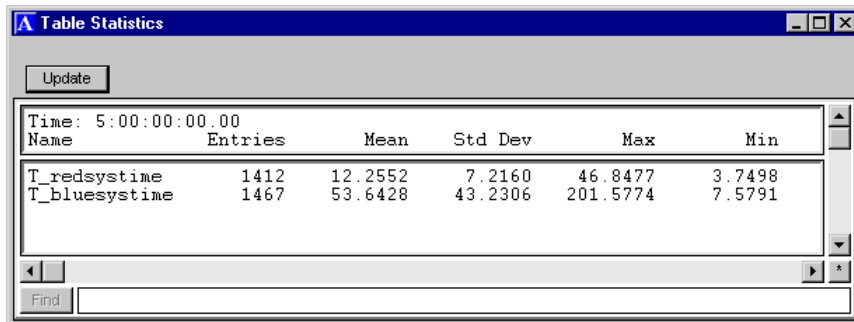 A Table Statistics
Update
Time: 5:00:00:00.00
Name Entries Mean Std Dev Max Min
T_redsystime 1412 12.2552 7.2160 46.8477 3.7498
T_bluesystime 1467 53.6428 43.2306 201.5774 7.5791
*
Find